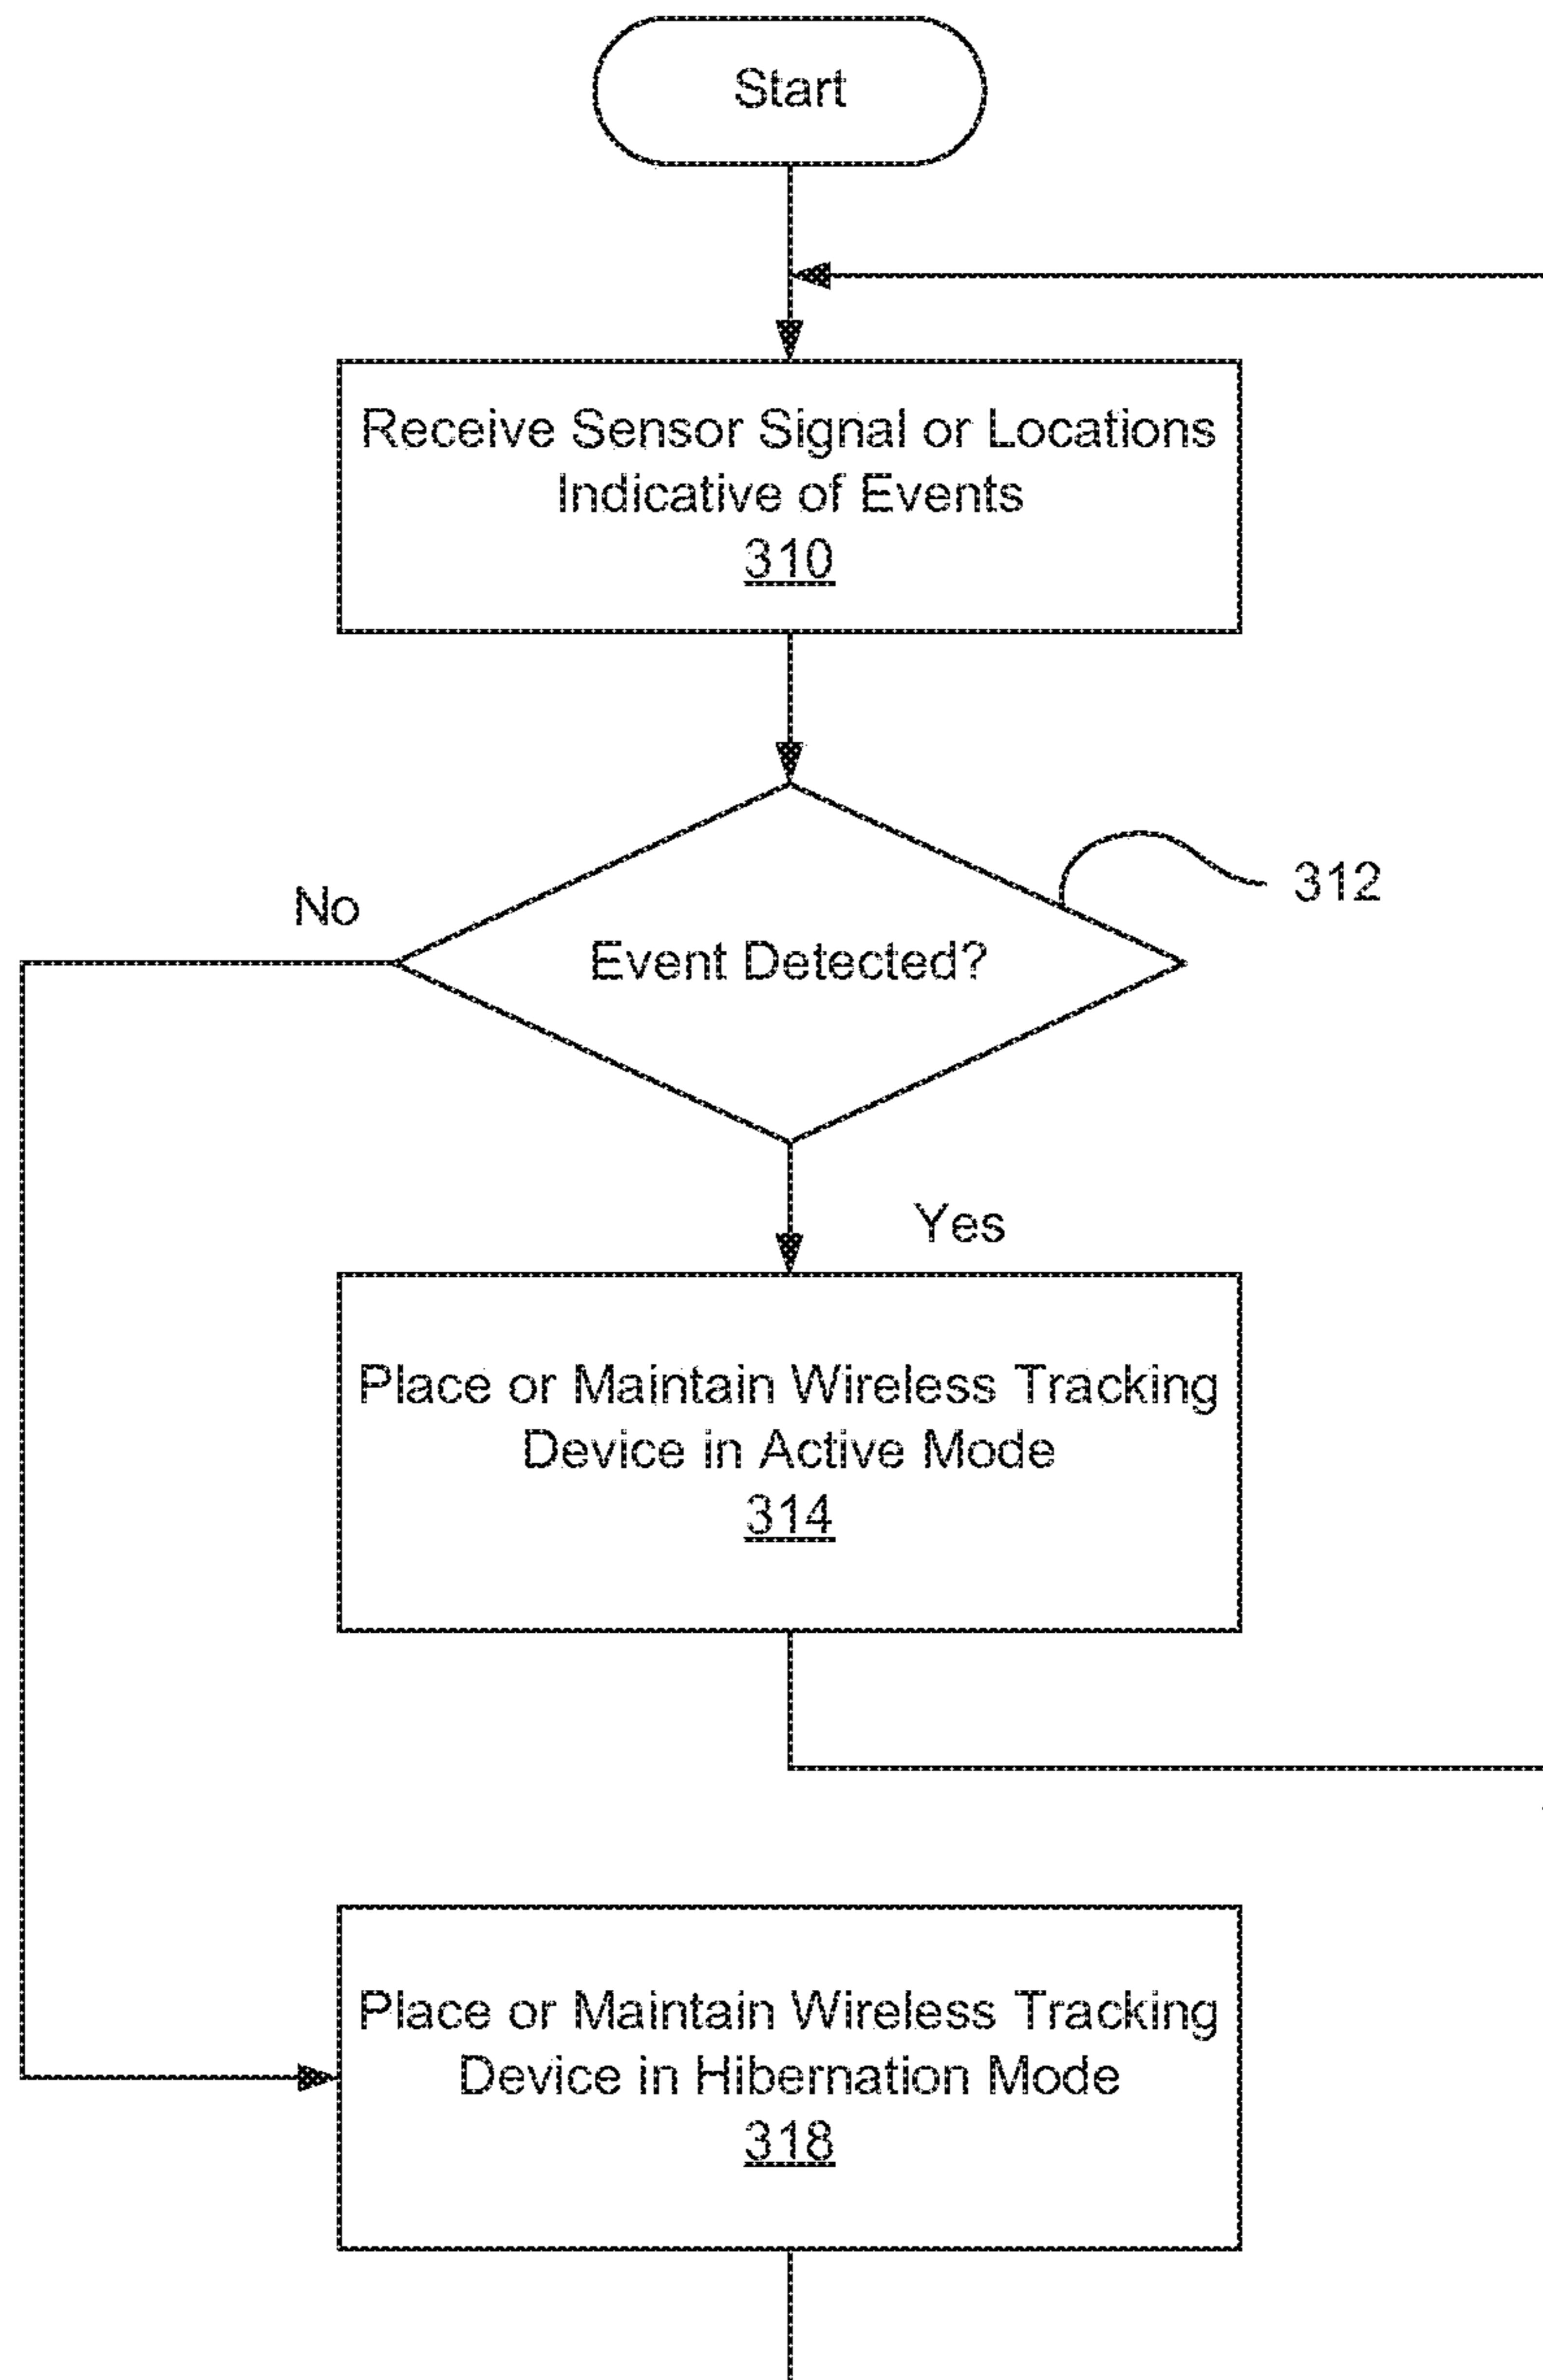 Start
Receive Sensor Signal or Locations
Indicative of Events
310
312
No
Event Detected?
Yes
Place or Maintain Wireless Tracking
Device in Active Mode
314
Place or Maintain Wireless Tracking
Device in Hibernation Mode
318